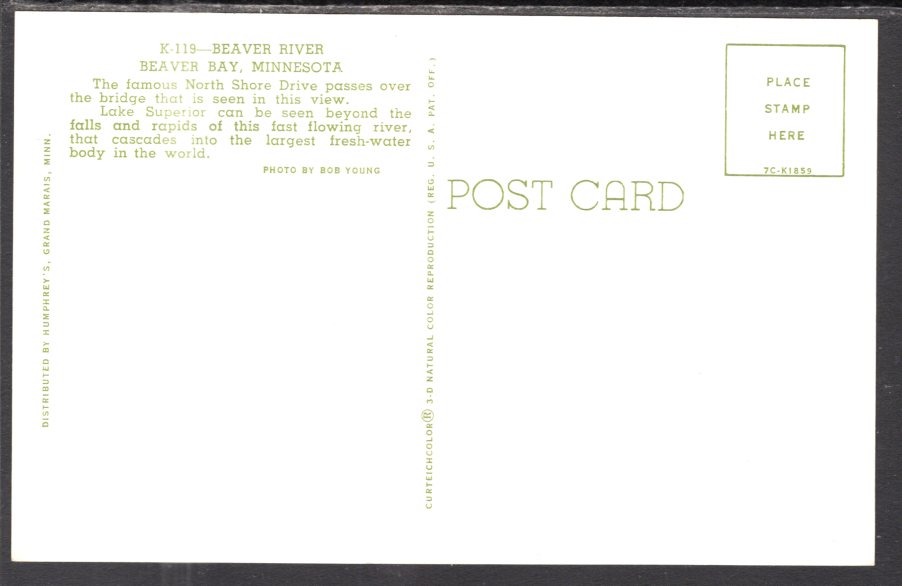 K-119—BEAVER RIVER
BEAVER BAY, MINNESOTA
The famous North Shore Drive passes over
the bridge that is seen in this view.
Lake Superior can be seen beyond the
falls and rapids of this fast flowing river,
that cascades into the largest fresh-water
body in the world.
PHOTO BY BOB YOUNG
DISTRIBUTED BY HUMPHREY'S, GRAND MARAIS, MINN.
CURTEICHCOLOR® 3-D NATURAL COLOR REPRODUCTION (REG. U. S. A. PAT. OFF.)
POST CARD
PLACE
STAMP
HERE
7C-K1859